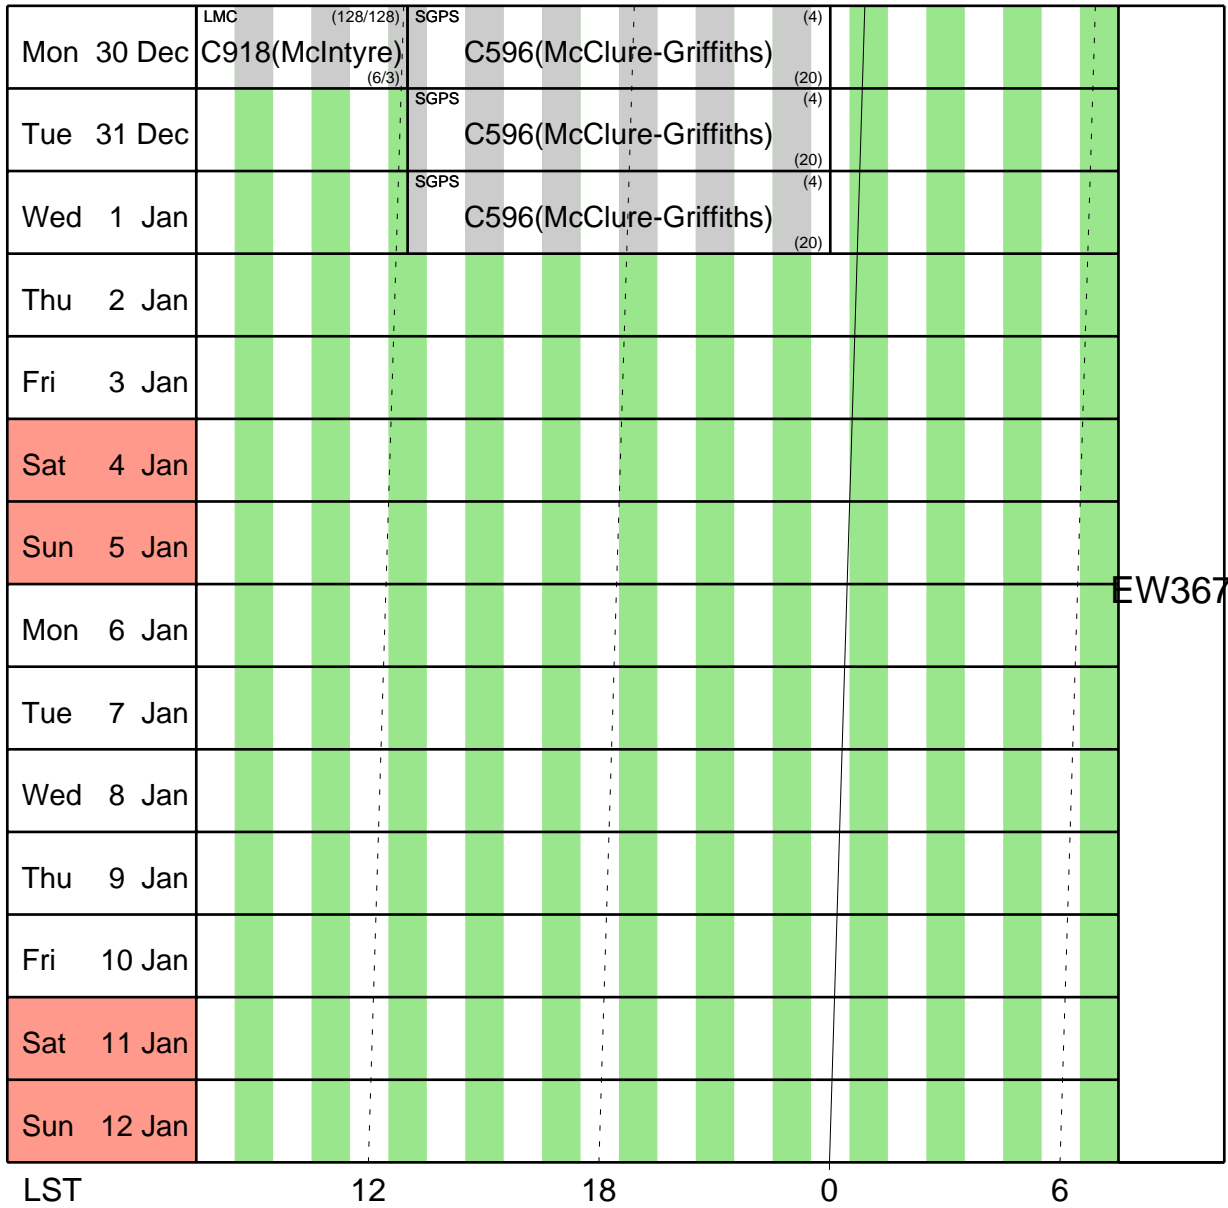 LMC (128/128) SGPS (4)
Mon 30 Dec C918(McIntyre) C596(McClure-Griffiths)
(6/3) (20)
SGPS (4)
Tue 31 Dec C596(McClure-Griffiths)
(20)
SGPS (4)
Wed 1 Jan C596(McClure-Griffiths)
(20)
Thu 2 Jan
Fri 3 Jan
Sat 4 Jan
Sun 5 Jan
EW367
Mon 6 Jan
Tue 7 Jan
Wed 8 Jan
Thu 9 Jan
Fri 10 Jan
Sat 11 Jan
Sun 12 Jan
LST 12 18 0 6